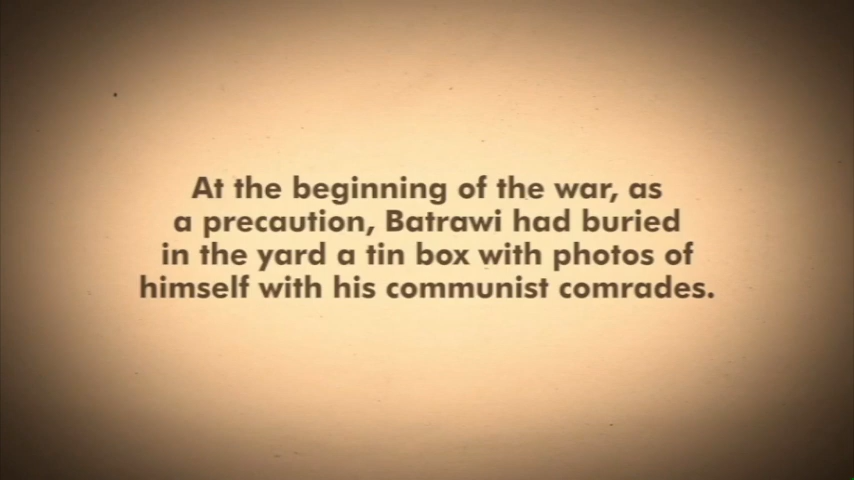 At the beginning of the war, as
a precaution, Batrawi had buried
in the yard a tin box with photos of
himself with his communist comrades.